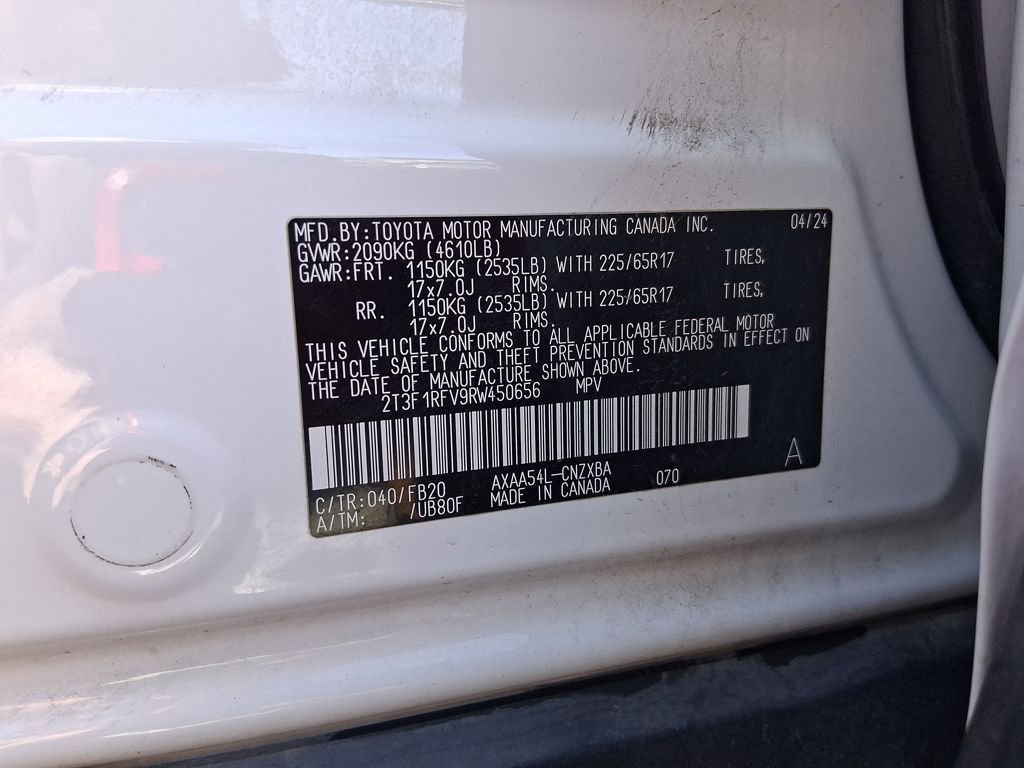 MFD.BY:TOYOTA MOTOR MANUFACTURING CANADA INC. 04/24
GVWR:2090KG (4610LB)
GAWR:FRT. 1150KG (2535LB) WITH 225/65R17 TIRES,
17x7.0J RIMS.
RR. 1150KG (2535LB) WITH 225/65R17 TIRES,
17x7.0J RIMS.
THIS VEHICLE CONFORMS TO ALL APPLICABLE FEDERAL MOTOR
VEHICLE SAFETY AND THEFT PREVENTION STANDARDS IN EFFECT ON
THE DATE OF MANUFACTURE SHOWN ABOVE.
2T3F1RFV9RW450656 MPV
C/TR:040/FB20 AXAA54L-CNZXBA 070 A
A/TM: /UB80F MADE IN CANADA